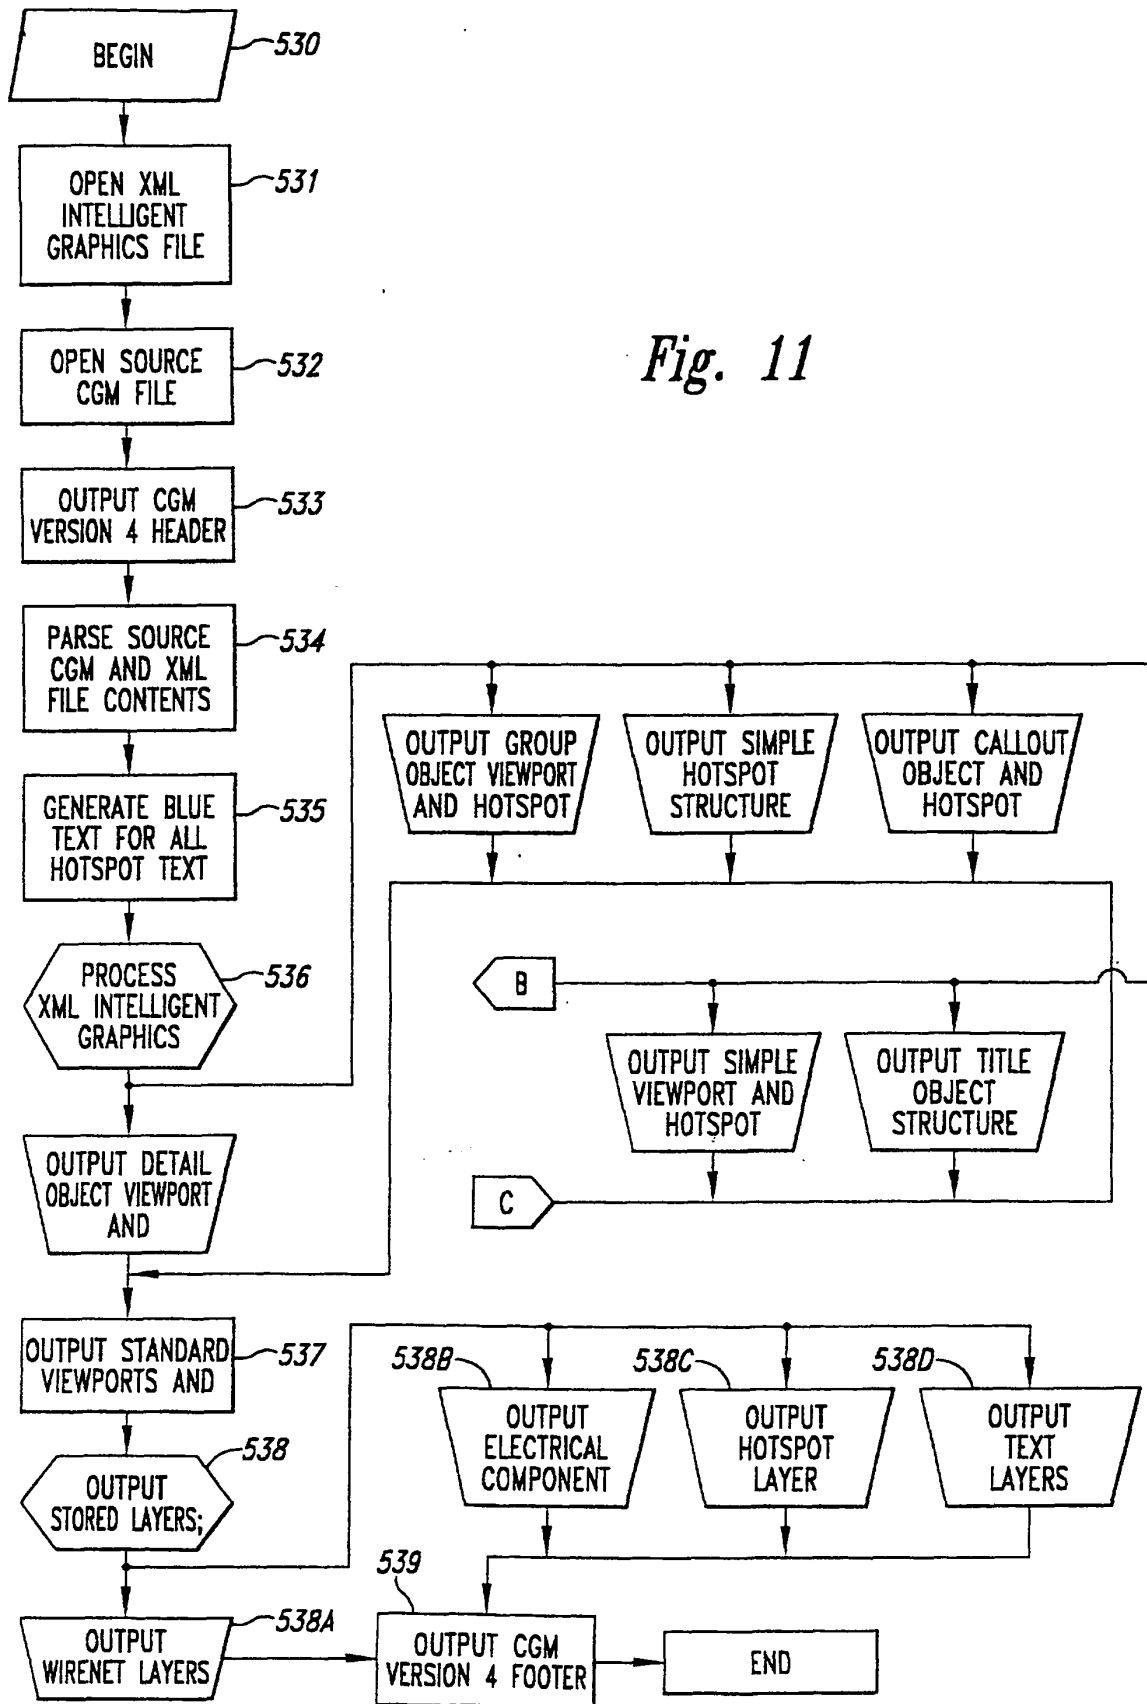 BEGIN
530
OPEN XML
INTELLIGENT
GRAPHICS FILE
531
OPEN SOURCE
CGM FILE
532
Fig. 11
OUTPUT CGM
VERSION 4 HEADER
533
PARSE SOURCE
CGM AND XML
FILE CONTENTS
534
GENERATE BLUE
TEXT FOR ALL
HOTSPOT TEXT
535
PROCESS
XML INTELLIGENT
GRAPHICS
536
OUTPUT GROUP
OBJECT VIEWPORT
AND HOTSPOT
OUTPUT SIMPLE
HOTSPOT
STRUCTURE
OUTPUT CALLOUT
OBJECT AND
HOTSPOT
B
OUTPUT SIMPLE
VIEWPORT AND
HOTSPOT
OUTPUT TITLE
OBJECT
STRUCTURE
C
OUTPUT DETAIL
OBJECT VIEWPORT
AND
OUTPUT STANDARD
VIEWPORTS AND
537
OUTPUT
STORED LAYERS;
538
538B
OUTPUT
ELECTRICAL
COMPONENT
538C
OUTPUT
HOTSPOT
LAYER
538D
OUTPUT
TEXT
LAYERS
OUTPUT
WIRENET LAYERS
538A
539
OUTPUT CGM
VERSION 4 FOOTER
END